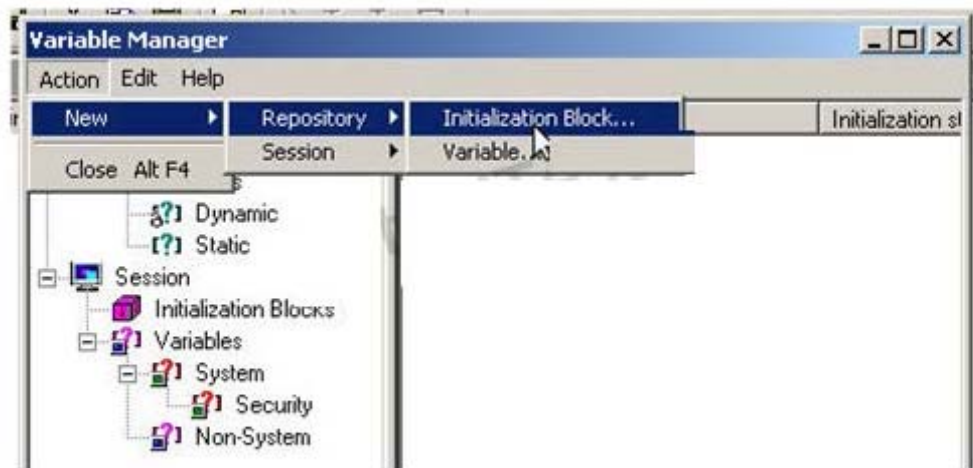 Variable Manager
Action Edit Help
New Repository Initialization Block...
Initialization
Session Variable...
Close Alt F4
Dynamic
Static
Session
Initialization Blocks
Variables
System
Security
Non-System